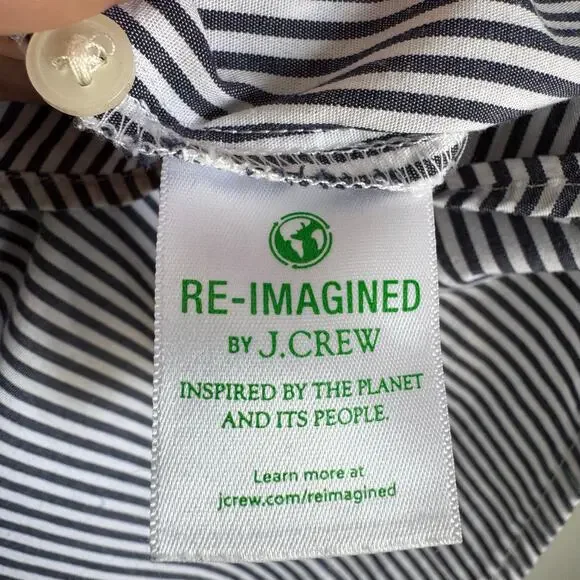 RE-IMAGINED
BY J.CREW
INSPIRED BY THE PLANET
AND ITS PEOPLE.
Learn more at
jcrew.com/reimagined